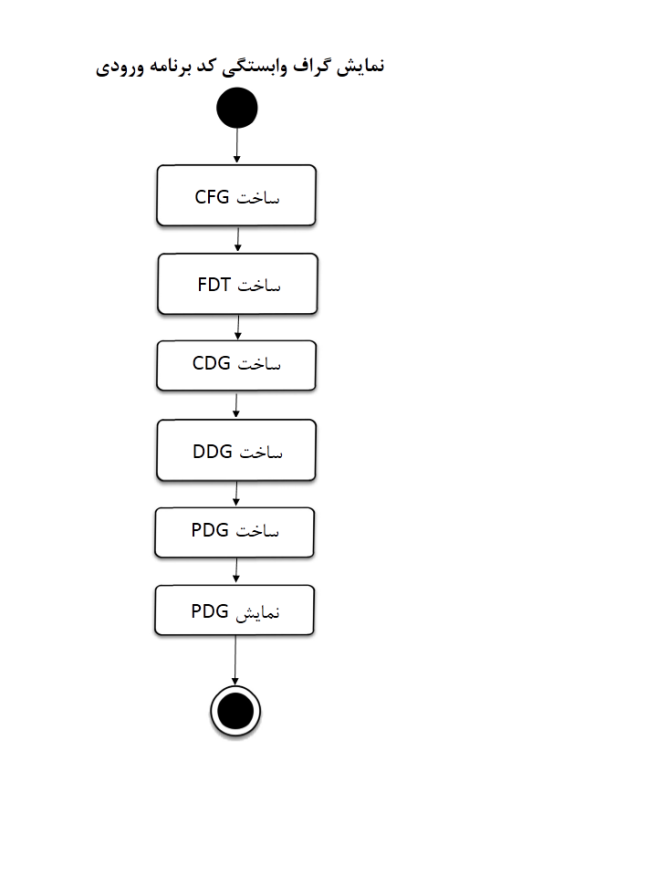 نمایش گراف وابستگی کد برنامه ورودی
ساخت CFG
ساخت FDT
ساخت CDG
ساخت DDG
ساخت PDG
نمایش PDG